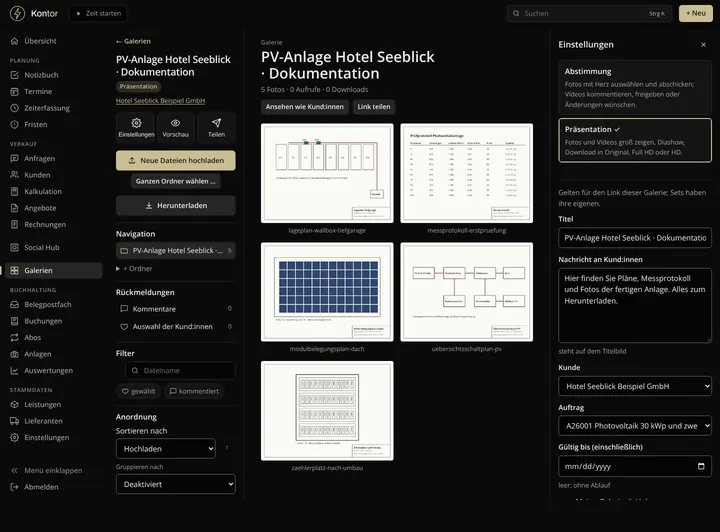 Kontor
Zeit starten
Suchen
Strg K
+ Neu
Übersicht
PLANUNG
Notizbuch
Termine
Zeiterfassung
Fristen
VERKAUF
Anfragen
Kunden
Kalkulation
Angebote
Rechnungen
Social Hub
Galerien
BUCHHALTUNG
Belegpostfach
Buchungen
Abos
Anlagen
Auswertungen
STAMMDATEN
Leistungen
Lieferanten
Einstellungen
Menü einklappen
Abmelden
← Galerien
PV-Anlage Hotel Seeblick
· Dokumentation
Präsentation
Hotel Seeblick Beispiel GmbH
Einstellungen
Vorschau
Teilen
Neue Dateien hochladen
Ganzen Ordner wählen ...
Herunterladen
Navigation
PV-Anlage Hotel Seeblick ·... 5
+ Ordner
Rückmeldungen
Kommentare 0
Auswahl der Kund:innen 0
Filter
Dateiname
gewählt
kommentiert
Anordnung
Sortieren nach
Hochladen
Gruppieren nach
Deaktiviert
Galerie
PV-Anlage Hotel Seeblick
· Dokumentation
5 Fotos · 0 Aufrufe · 0 Downloads
Ansehen wie Kund:innen
Link teilen
Prüfprotokoll Photovoltaikanlage
lageplan-wallbox-tiefgarage
messprotokoll-erstpruefung
modulbelegungsplan-dach
uebersichtsschaltplan-pv
zaehlerplatz-nach-umbau
Einstellungen
Abstimmung
Fotos mit Herz auswählen und abschicken;
Videos kommentieren, freigeben oder
Änderungen wünschen.
Präsentation ✓
Fotos und Videos groß zeigen, Diashow,
Download in Original, Full HD oder HD.
Gelten für den Link dieser Galerie; Sets haben
ihre eigenen.
Titel
PV-Anlage Hotel Seeblick · Dokumentatio
Nachricht an Kund:innen
Hier finden Sie Pläne, Messprotokoll
und Fotos der fertigen Anlage. Alles zum
Herunterladen.
steht auf dem Titelbild
Kunde
Hotel Seeblick Beispiel GmbH
Auftrag
A26001 Photovoltaik 30 kWp und zwe
Gültig bis (einschließlich)
mm/dd/yyyy
leer: ohne Ablauf